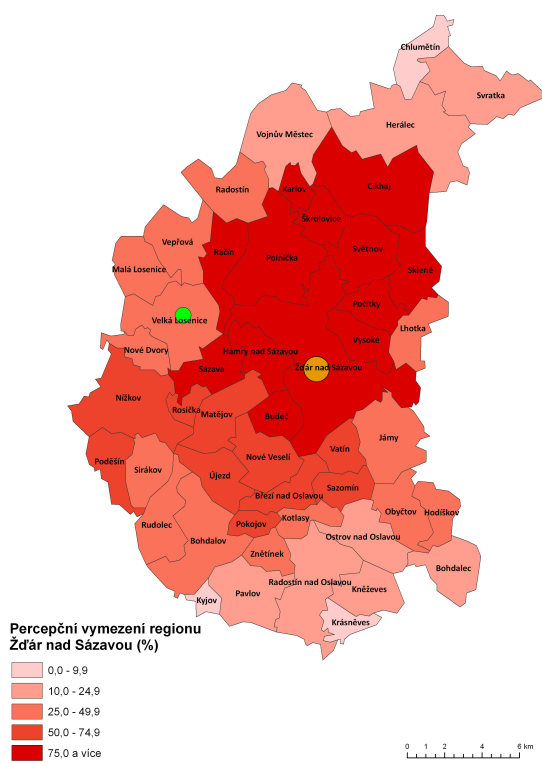 Chlumětín
Svratka
Herálec
Vojnův Městec
Radostín
Karlov
Cikháj
Škrdlovice
Vepřová
Račín
Polnička
Světnov
Malá Losenice
Sklené
Počítky
Velká Losenice
Lhotka
Vysoké
Nové Dvory
Hamry nad Sázavou
Sázava
Žďár nad Sázavou
Nížkov
Rosička
Matějov
Budeč
Jámy
Vatín
Nové Veselí
Poděšín
Sirákov
Újezd
Sazomín
Březí nad Oslavou
Obyčtov
Hodíškov
Rudolec
Pokojov
Kotlasy
Bohdalov
Ostrov nad Oslavou
Znětínek
Bohdalec
Radostín nad Oslavou
Kněževes
Pavlov
Kyjov
Krásněves
Percepční vymezení regionu
Žďár nad Sázavou (%)
0,0 - 9,9
10,0 - 24,9
25,0 - 49,9
50,0 - 74,9
75,0 a více
0 1 2 4 6 km